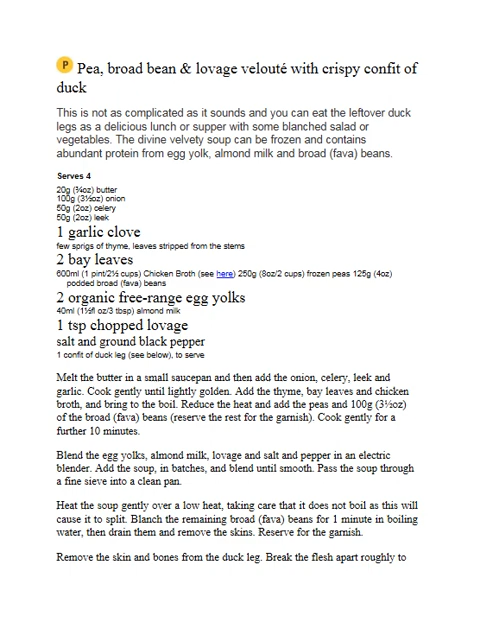 P Pea, broad bean & lovage velouté with crispy confit of
duck
This is not as complicated as it sounds and you can eat the leftover duck
legs as a delicious lunch or supper with some blanched salad or
vegetables. The divine velvety soup can be frozen and contains
abundant protein from egg yolk, almond milk and broad (fava) beans.
Serves 4
20g (¾oz) butter
100g (3½oz) onion
50g (2oz) celery
50g (2oz) leek
1 garlic clove
few sprigs of thyme, leaves stripped from the stems
2 bay leaves
600ml (1 pint/2½ cups) Chicken Broth (see here) 250g (8oz/2 cups) frozen peas 125g (4oz)
podded broad (fava) beans
2 organic free-range egg yolks
40ml (1½fl oz/3 tbsp) almond milk
1 tsp chopped lovage
salt and ground black pepper
1 confit of duck leg (see below), to serve
Melt the butter in a small saucepan and then add the onion, celery, leek and
garlic. Cook gently until lightly golden. Add the thyme, bay leaves and chicken
broth, and bring to the boil. Reduce the heat and add the peas and 100g (3½oz)
of the broad (fava) beans (reserve the rest for the garnish). Cook gently for a
further 10 minutes.
Blend the egg yolks, almond milk, lovage and salt and pepper in an electric
blender. Add the soup, in batches, and blend until smooth. Pass the soup through
a fine sieve into a clean pan.
Heat the soup gently over a low heat, taking care that it does not boil as this will
cause it to split. Blanch the remaining broad (fava) beans for 1 minute in boiling
water, then drain them and remove the skins. Reserve for the garnish.
Remove the skin and bones from the duck leg. Break the flesh apart roughly to